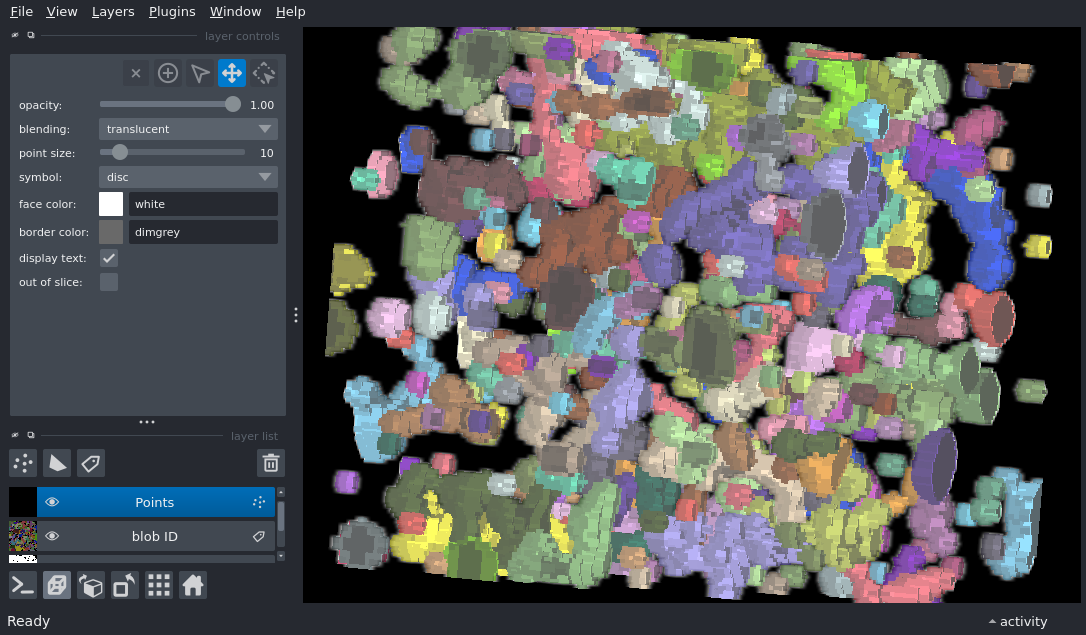 File View Layers Plugins Window Help
layer controls
opacity: 1.00
blending: translucent
point size: 10
symbol: disc
face color: white
border color: dimgrey
display text:
out of slice:
layer list
Points
blob ID
Ready
activity